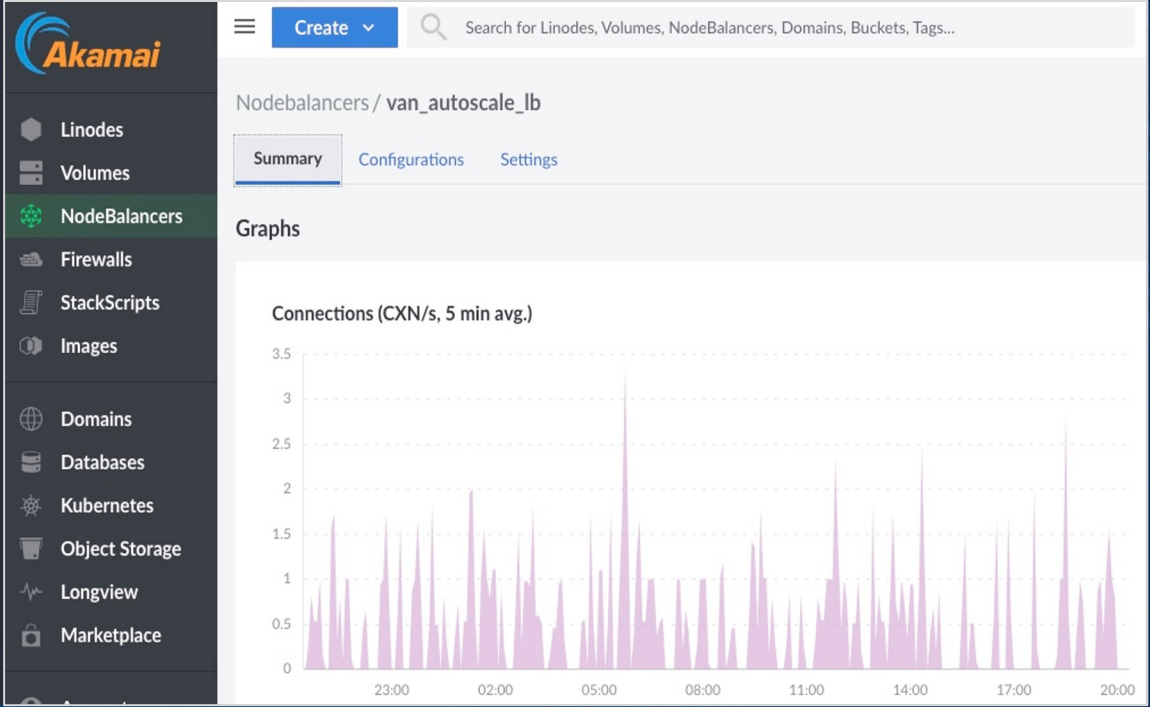 Akamai
Create
Search for Linodes, Volumes, NodeBalancers, Domains, Buckets, Tags...
Linodes
Volumes
NodeBalancers
Firewalls
StackScripts
Images
Domains
Databases
Kubernetes
Object Storage
Longview
Marketplace
Nodebalancers / van_autoscale_lb
Summary Configurations Settings
Graphs
Connections (CXN/s, 5 min avg.)
3.5
3
2.5
2
1.5
1
0.5
0
23:00 02:00 05:00 08:00 11:00 14:00 17:00 20:00